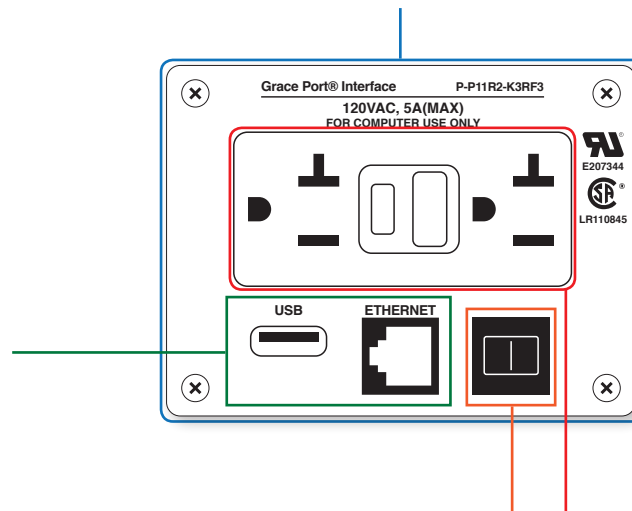 Grace Port® Interface P-P11R2-K3RF3
120VAC, 5A(MAX)
FOR COMPUTER USE ONLY
E207344
LR110845
USB ETHERNET